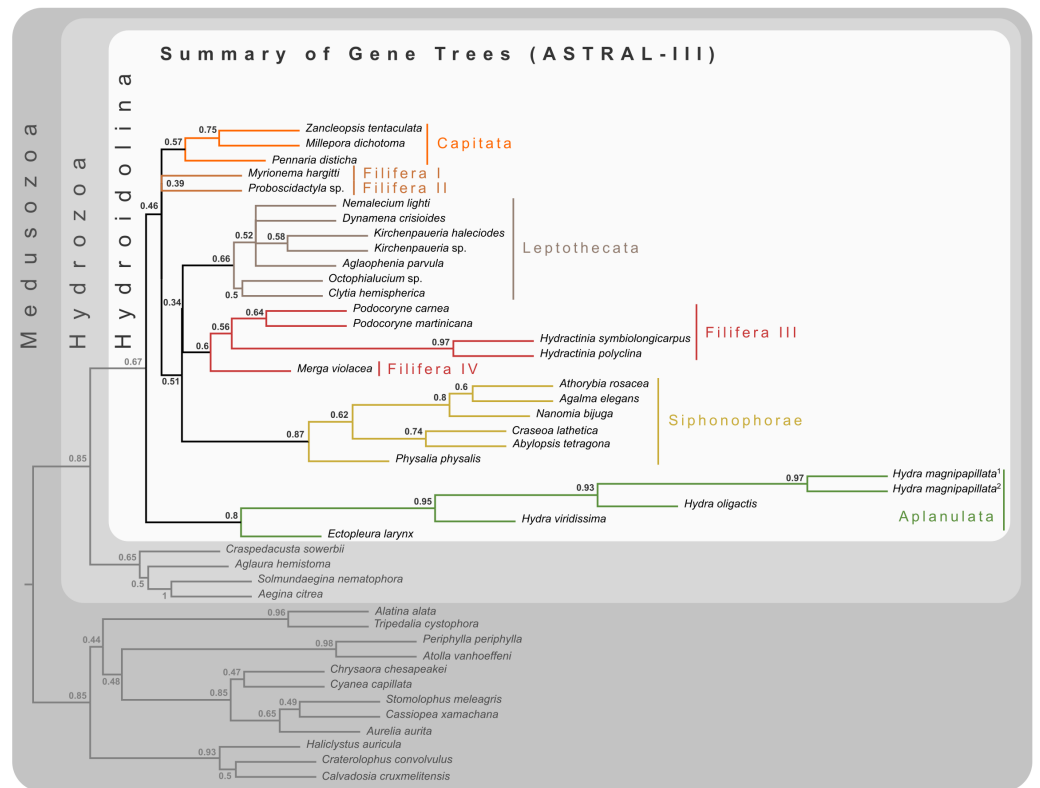 Summary of Gene Trees (ASTRAL-III)
Medusozoa
Hydrozoa
Hydroidolina
0.75 Zancleopsis tentaculata
0.57 Millepora dichotoma
Capitata
Pennaria disticha
Myrionema hargitti Filifera I
0.39 Proboscidactyla sp. Filifera II
0.46 Nemalecium lighti
Dynamena crisioides
0.52 0.58 Kirchenpaueria haleciodes
Kirchenpaueria sp. Leptothecata
0.66 Aglaophenia parvula
Octophialucium sp.
0.5 Clytia hemispherica
0.34
0.64 Podocoryne carnea
0.56 Podocoryne martinicana
Filifera III
0.6 0.97 Hydractinia symbiolongicarpus
Hydractinia polyclina
0.67
Merga violacea Filifera IV
0.51
0.6 Athorybia rosacea
0.8 Agalma elegans
0.62 Nanomia bijuga
Siphonophorae
0.87 0.74 Craseoa lathetica
Abylopsis tetragona
0.85 Physalia physalis
0.97 Hydra magnipapillata1
0.93 Hydra magnipapillata2
0.95 Hydra oligactis
0.8 Hydra viridissima
Aplanulata
Ectopleura larynx
0.65 Craspedacusta sowerbii
Aglaura hemistoma
0.5 Solmundaegina nematophora
1 Aegina citrea
0.96 Alatina alata
Tripedalia cystophora
0.44 0.98 Periphylla periphylla
Atolla vanhoeffeni
0.48 0.47 Chrysaora chesapeakei
0.85 0.85 Cyanea capillata
0.49 Stomolophus meleagris
0.65 Cassiopea xamachana
Aurelia aurita
0.93 Haliclystus auricula
Craterolophus convolvulus
0.5 Calvadosia cruxmelitensis